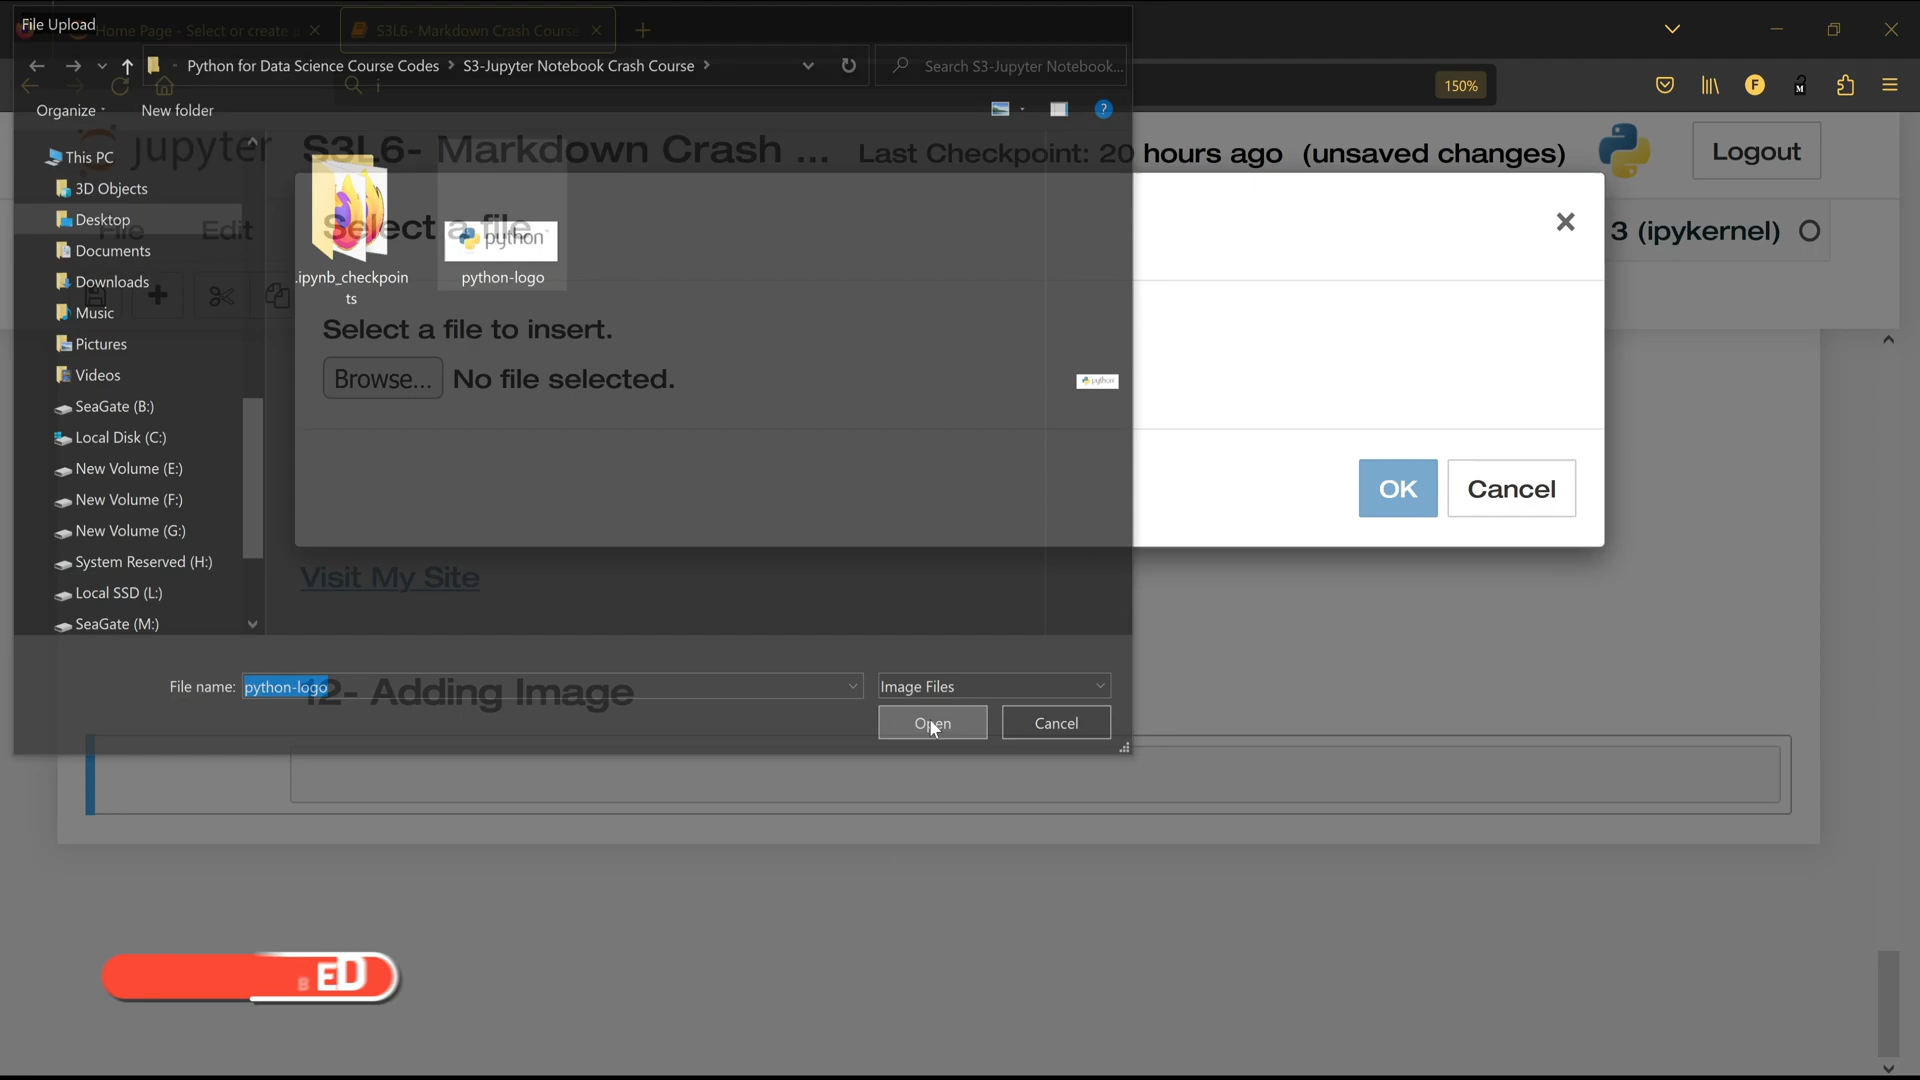 File Upload
Home Page - Select or create a
S3L6- Markdown Crash Course
Python for Data Science Course Codes > S3-Jupyter Notebook Crash Course >
Search S3-Jupyter Notebook...
i
150%
Organize
New folder
jupyter
S3L6- Markdown Crash ...
Last Checkpoint: 20 hours ago
(unsaved changes)
Logout
File
Edit
3 (ipykernel)
This PC
3D Objects
Desktop
Documents
Downloads
Music
Pictures
Videos
SeaGate (B:)
Local Disk (C:)
New Volume (E:)
New Volume (F:)
New Volume (G:)
System Reserved (H:)
Local SSD (L:)
SeaGate (M:)
.ipynb_checkpoin
ts
python
python-logo
python
Select a file
Select a file to insert.
Browse...
No file selected.
OK
Cancel
Visit My Site
12- Adding Image
File name:
python-logo
Image Files
Open
Cancel
B ED